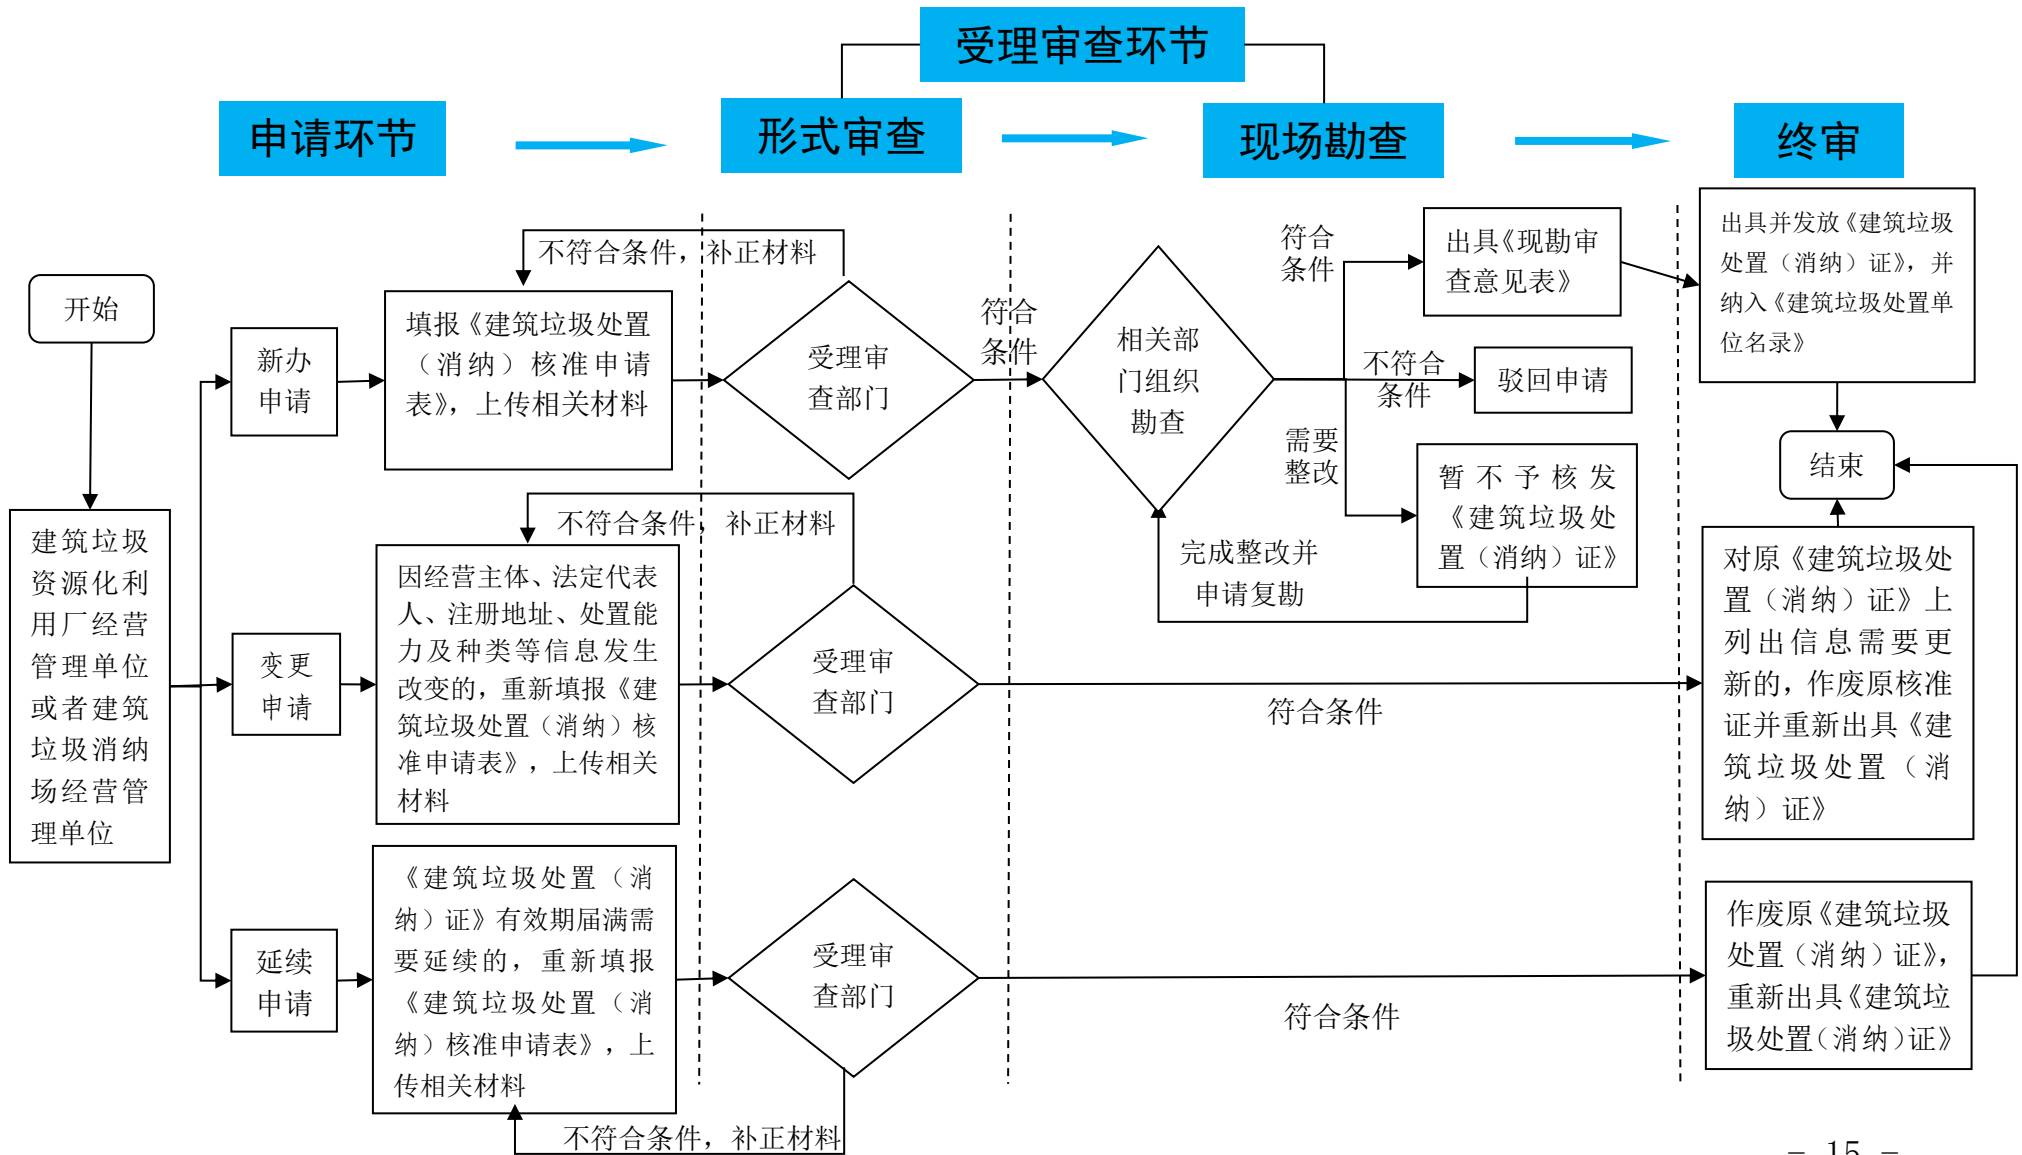 受理审查环节
申请环节
形式审查
现场勘查
终审
开始
建筑垃圾
资源化利
用厂经营
管理单位
或者建筑
垃圾消纳
场经营管
理单位
新办
申请
填报《建筑垃圾处置
（消纳）核准申请
表》，上传相关材料
不符合条件，补正材料
受理审
查部门
符合
条件
相关部
门组织
勘查
符合
条件
出具《现勘审
查意见表》
不符合
条件
驳回申请
需要
整改
暂不予核发
《建筑垃圾处
置（消纳）证》
完成整改并
申请复勘
出具并发放《建筑垃圾
处置（消纳）证》，并
纳入《建筑垃圾处置单
位名录》
结束
变更
申请
因经营主体、法定代表
人、注册地址、处置能
力及种类等信息发生
改变的，重新填报《建
筑垃圾处置（消纳）核
准申请表》，上传相关
材料
不符合条件，补正材料
受理审
查部门
符合条件
对原《建筑垃圾处
置（消纳）证》上
列出信息需要更
新的，作废原核准
证并重新出具《建
筑垃圾处置（消
纳）证》
延续
申请
《建筑垃圾处置（消
纳）证》有效期届满需
要延续的，重新填报
《建筑垃圾处置（消
纳）核准申请表》，上
传相关材料
受理审
查部门
不符合条件，补正材料
符合条件
作废原《建筑垃圾
处置（消纳）证》，
重新出具《建筑垃
圾处置（消纳）证》
- 15 -